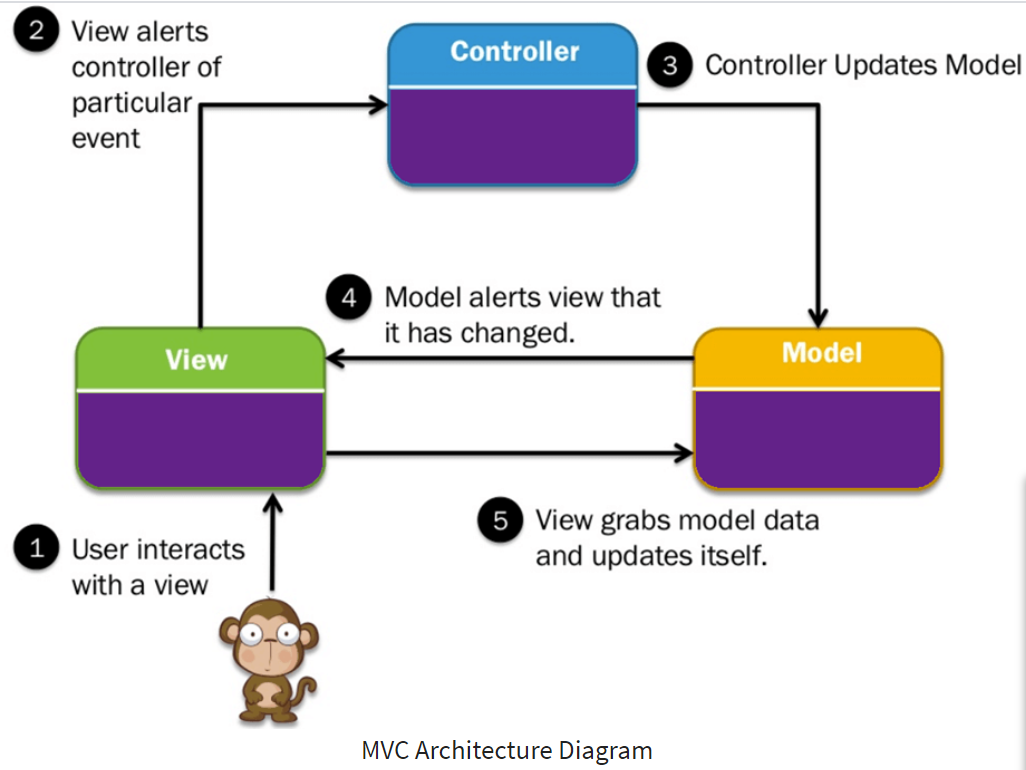 2
View alerts
controller of
particular
event
Controller
3
Controller Updates Model
4
Model alerts view that
it has changed.
View
Model
5
View grabs model data
and updates itself.
1
User interacts
with a view
MVC Architecture Diagram